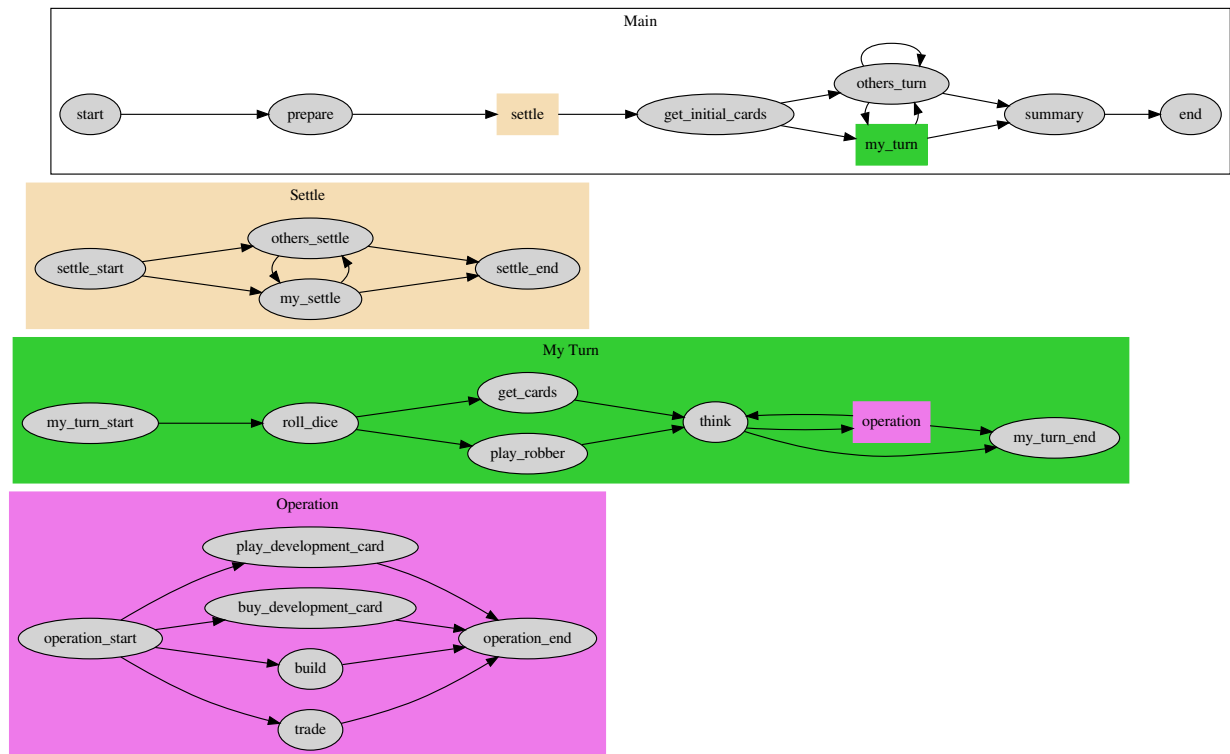 Main
start
prepare
settle
get_initial_cards
others_turn
my_turn
summary
end
Settle
settle_start
others_settle
my_settle
settle_end
My Turn
my_turn_start
roll_dice
get_cards
play_robber
think
operation
my_turn_end
Operation
operation_start
play_development_card
buy_development_card
build
trade
operation_end